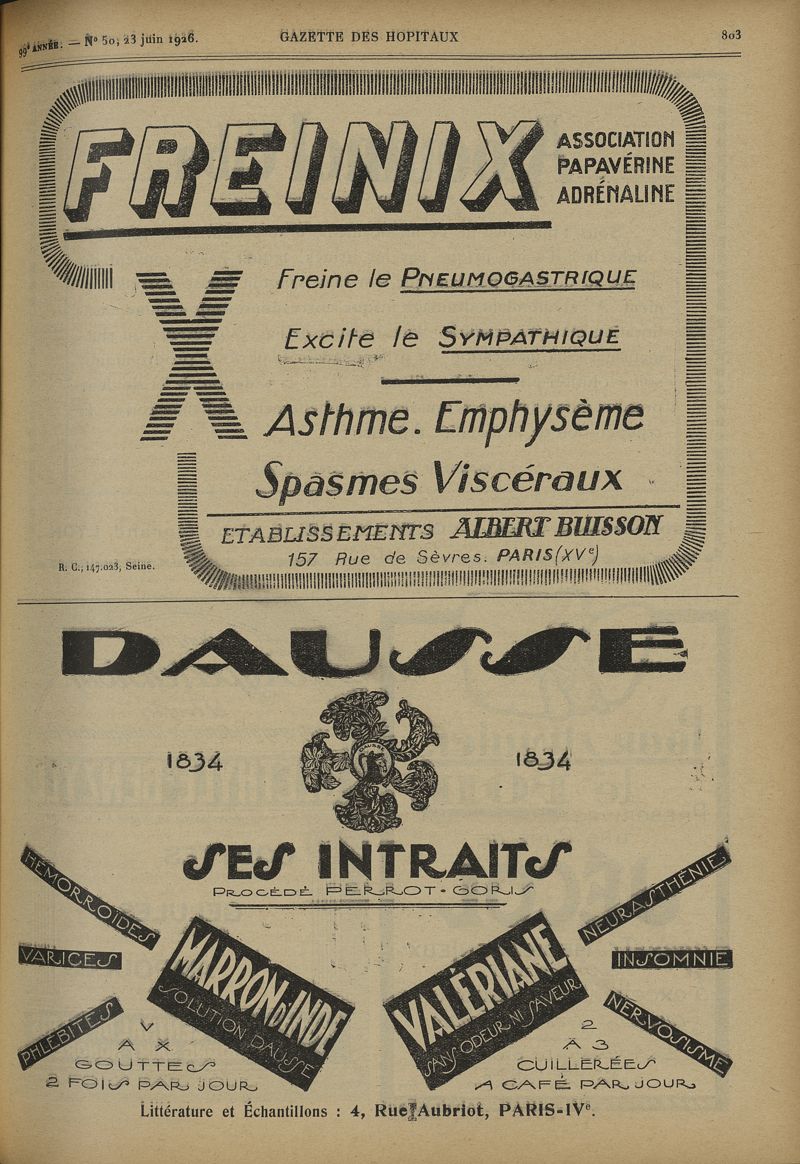 99e ANNÉE. — No 50, 23 juin 1926.
GAZETTE DES HOPITAUX
803
FREINIX
ASSOCIATION
PAPAVÉRINE
ADRÉNALINE
X
Freine le PNEUMOGASTRIQUE
Excite le SYMPATHIQUE
Asthme. Emphysème
Spasmes Viscéraux
ETABLISSEMENTS ALBERT BUISSON
157 Rue de Sèvres. PARIS (XVe)
R. C., 147.023, Seine.
DAUSSE
1834
DAUSSE
1834
SES INTRAITS
PROCÉDÉ PERROT-GORIS
HÉMORROÏDES
VARICES
PHLÉBITES
MARRON D'INDE
SOLUTION DAUSSE
V
A X
GOUTTES
2 FOIS PAR JOUR
VALÉRIANE
SANS ODEUR NI SAVEUR
NEURASTHÉNIE
INSOMNIE
NERVOSISME
2
A 3
CUILLERÉES
A CAFÉ PAR JOUR
Littérature et Échantillons : 4, Rue Aubriot, PARIS-IVe.